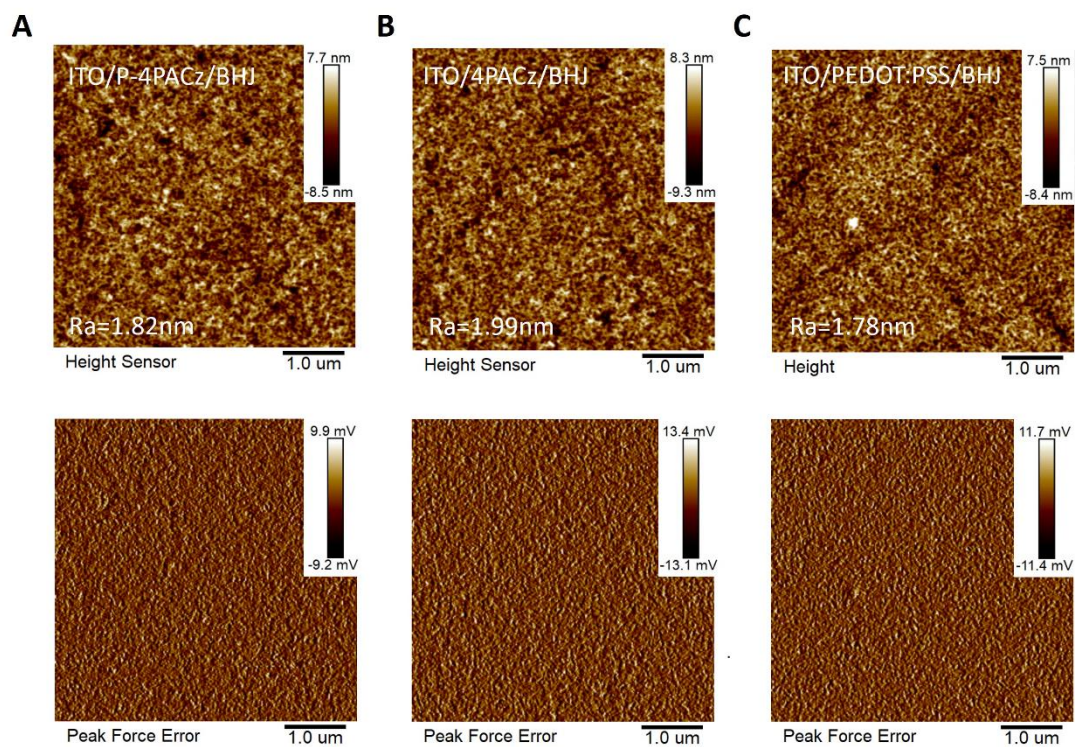 A
7.7 nm
ITO/P-4PACz/BHJ
-8.5 nm
Ra=1.82nm
Height Sensor
1.0 um
B
8.3 nm
ITO/4PACz/BHJ
-9.3 nm
Ra=1.99nm
Height Sensor
1.0 um
C
7.5 nm
ITO/PEDOT:PSS/BHJ
-8.4 nm
Ra=1.78nm
Height
1.0 um
9.9 mV
-9.2 mV
Peak Force Error
1.0 um
13.4 mV
-13.1 mV
Peak Force Error
1.0 um
11.7 mV
-11.4 mV
Peak Force Error
1.0 um